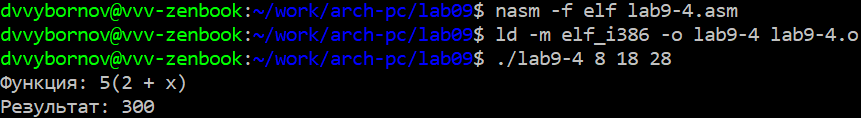 dvvybornov@vvv-zenbook:~/work/arch-pc/lab09$ nasm -f elf lab9-4.asm
dvvybornov@vvv-zenbook:~/work/arch-pc/lab09$ ld -m elf_i386 -o lab9-4 lab9-4.o
dvvybornov@vvv-zenbook:~/work/arch-pc/lab09$ ./lab9-4 8 18 28
Функция: 5(2 + x)
Результат: 300